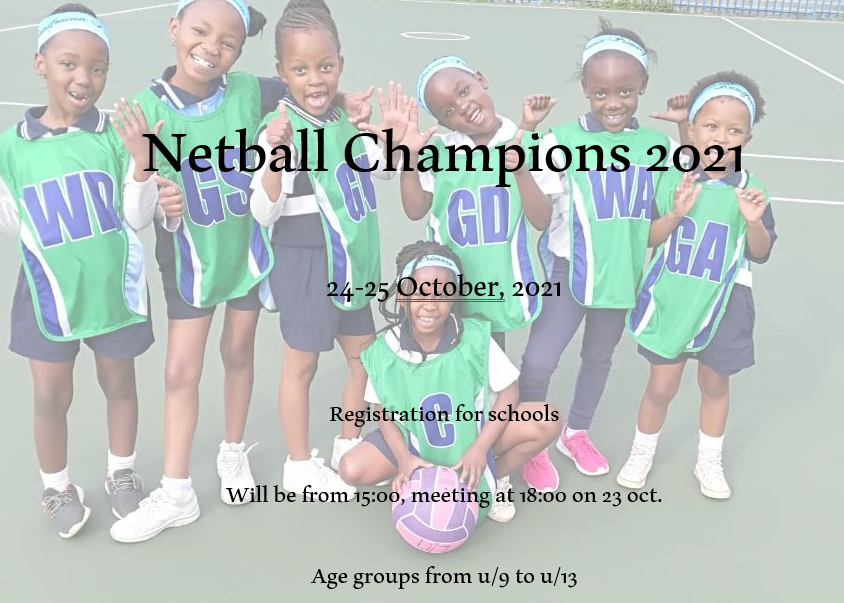 Netball Champions 2021
WD
GS
GK
GD
WA
GA
24-25 October, 2021
Registration for schools
C
Will be from 15:00, meeting at 18:00 on 23 oct.
Age groups from u/9 to u/13